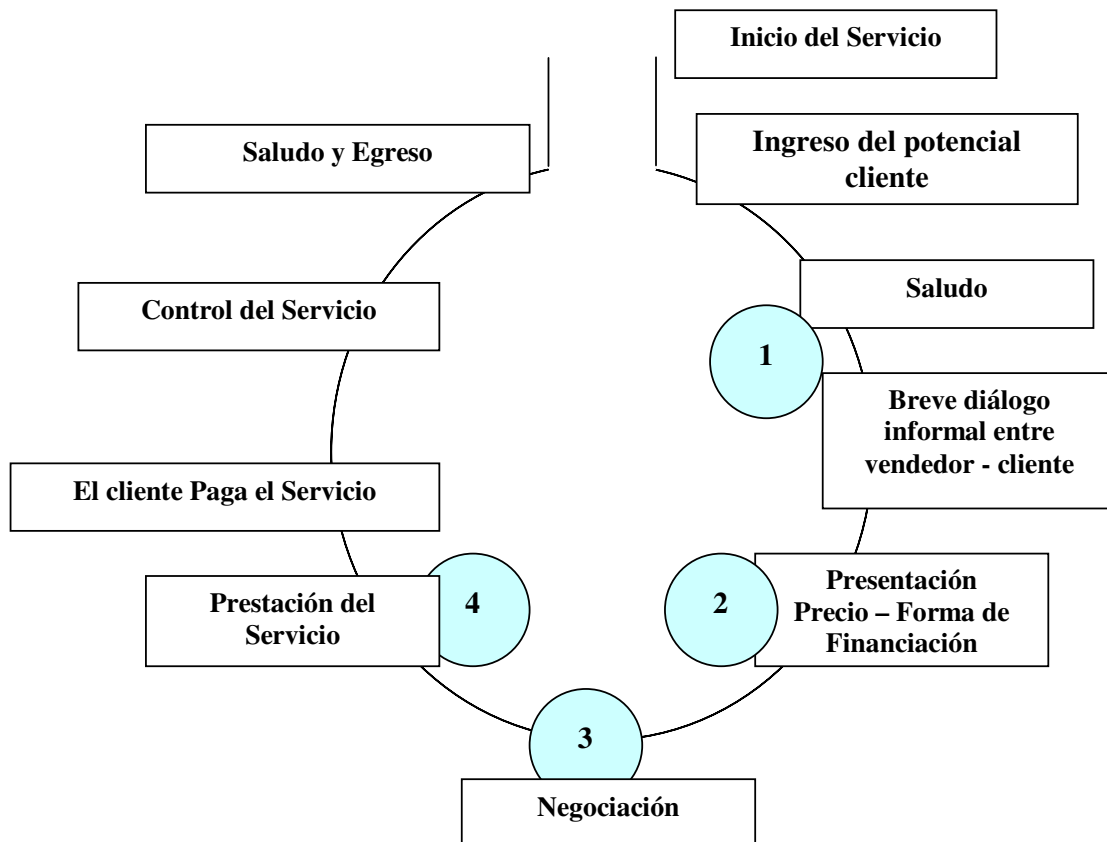 Inicio del Servicio
Ingreso del potencial
cliente
Saludo
1
Breve diálogo
informal entre
vendedor - cliente
2
Presentación
Precio – Forma de
Financiación
3
Negociación
4
Prestación del
Servicio
El cliente Paga el Servicio
Control del Servicio
Saludo y Egreso